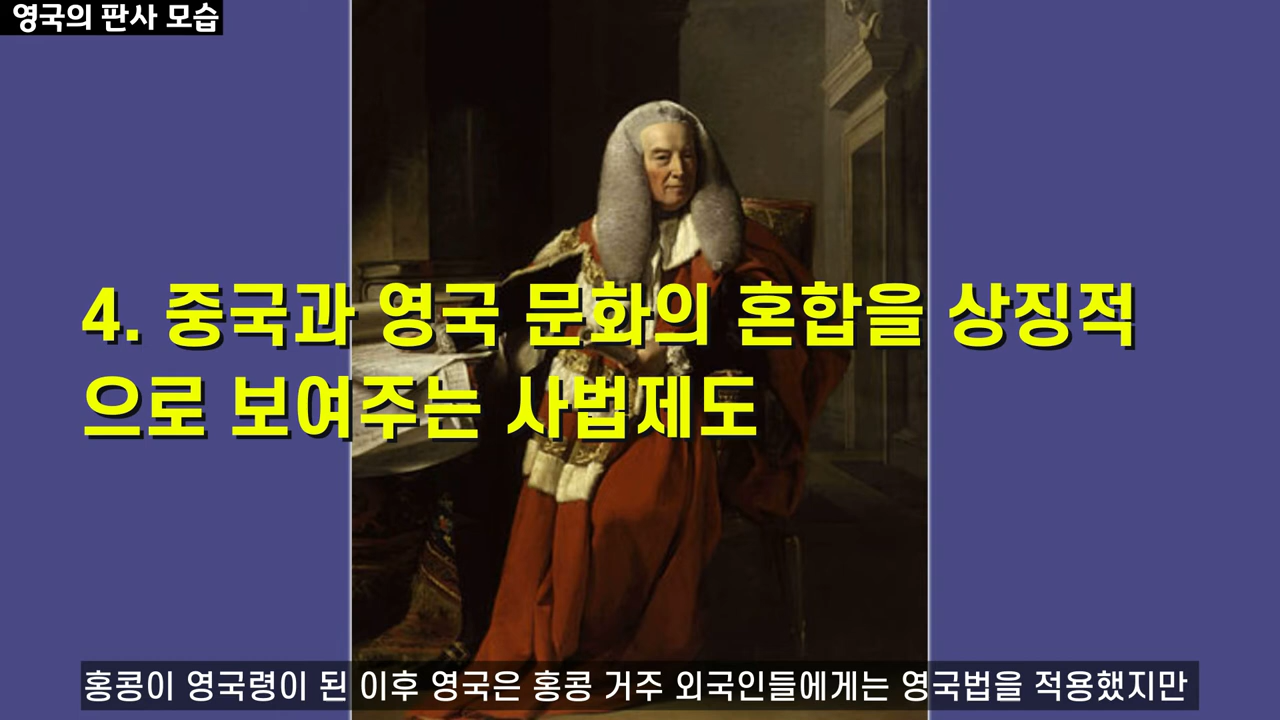 영국의 판사 모습
4. 중국과 영국 문화의 혼합을 상징적
으로 보여주는 사법제도
홍콩이 영국령이 된 이후 영국은 홍콩 거주 외국인들에게는 영국법을 적용했지만